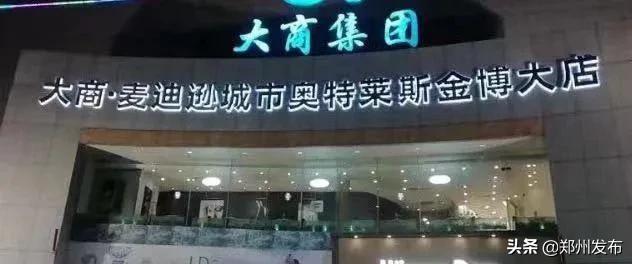 大商集团
大商·麦迪逊城市奥特莱斯金博大店
头条 @郑州发布